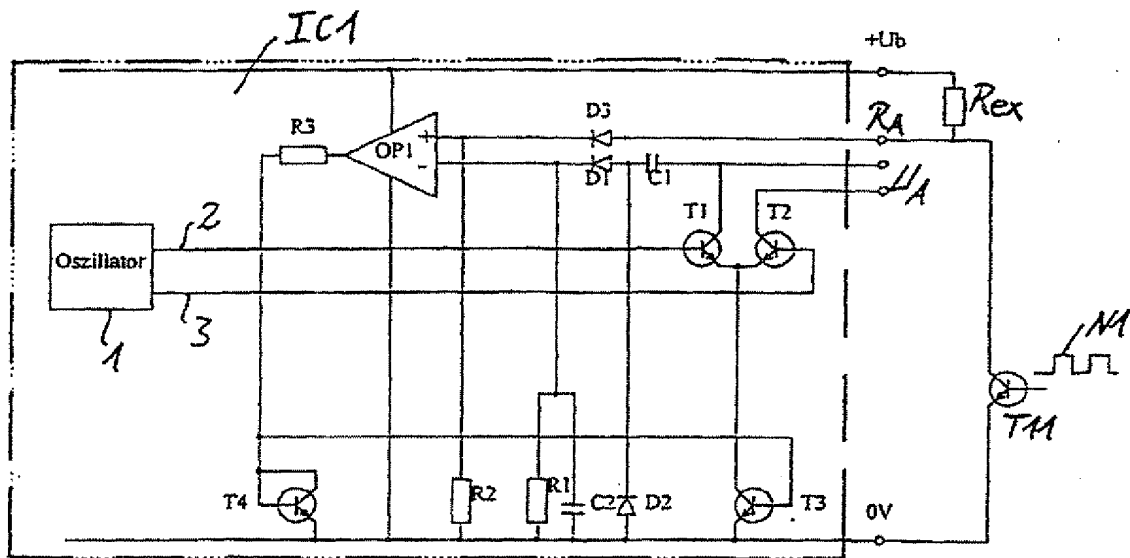 IC1
+Ub
Rex
R3
OP1
+
-
D3
D1
C1
RA
UA
T1
T2
2
Oszillator
3
1
N1
T11
T4
R2
R1
C2
D2
T3
0V